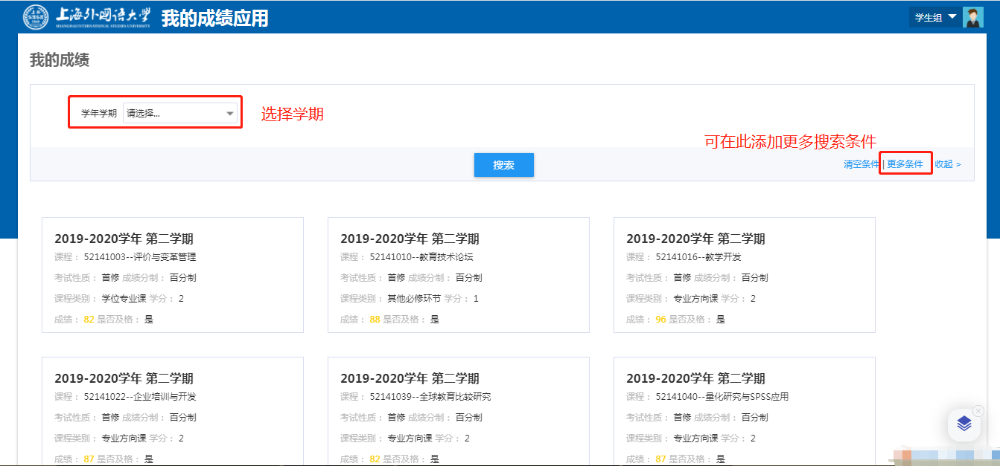 上海外国语大学 我的成绩应用 学生组
SHANGHAI INTERNATIONAL STUDIES UNIVERSITY
我的成绩
学年学期 请选择... 选择学期
可在此添加更多搜索条件
搜索 清空条件 | 更多条件 收起 >
2019-2020学年 第二学期
课程： 52141003--评价与变革管理
考试性质： 首修 成绩分制： 百分制
课程类别： 学位专业课 学分： 2
成绩： 82 是否及格： 是
2019-2020学年 第二学期
课程： 52141010--教育技术论坛
考试性质： 首修 成绩分制： 百分制
课程类别： 其他必修环节 学分： 1
成绩： 88 是否及格： 是
2019-2020学年 第二学期
课程： 52141016--教学开发
考试性质： 首修 成绩分制： 百分制
课程类别： 专业方向课 学分： 2
成绩： 96 是否及格： 是
2019-2020学年 第二学期
课程： 52141022--企业培训与开发
考试性质： 首修 成绩分制： 百分制
课程类别： 专业方向课 学分： 2
成绩： 87 是否及格： 是
2019-2020学年 第二学期
课程： 52141039--全球教育比较研究
考试性质： 首修 成绩分制： 百分制
课程类别： 专业方向课 学分： 2
成绩： 82 是否及格： 是
2019-2020学年 第二学期
课程： 52141040--量化研究与SPSS应用
考试性质： 首修 成绩分制： 百分制
课程类别： 专业方向课 学分： 2
成绩： 87 是否及格： 是